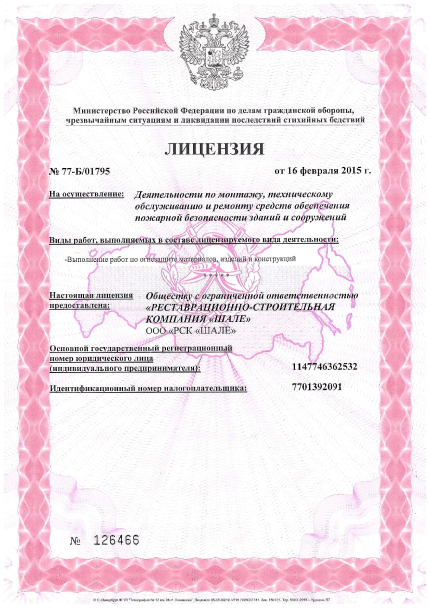 Министерство Российской Федерации по делам гражданской обороны,
чрезвычайным ситуациям и ликвидации последствий стихийных бедствий
ЛИЦЕНЗИЯ
№ 77-Б/01795
от 16 февраля 2015 г.
На осуществление:
Деятельности по монтажу, техническому
обслуживанию и ремонту средств обеспечения
пожарной безопасности зданий и сооружений
Виды работ, выполняемых в составе лицензируемого вида деятельности:
-Выполнение работ по огнезащите материалов, изделий и конструкций
*****
Настоящая лицензия
предоставлена:
Обществу с ограниченной ответственностью
«РЕСТАВРАЦИОННО-СТРОИТЕЛЬНАЯ
КОМПАНИЯ «ШАЛЕ»
ООО «РСК «ШАЛЕ»
Основной государственный регистрационный
номер юридического лица
(индивидуального предпринимателя):
1147746362532
Идентификационный номер налогоплательщика:
7701392091
№ 126466